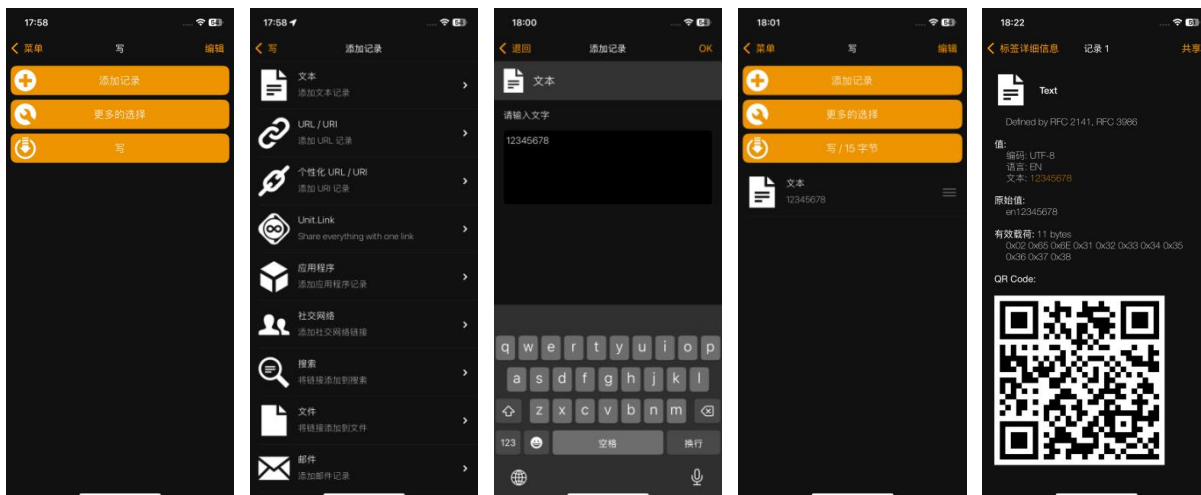 17:58
64
菜单
写
编辑
添加记录
更多的选择
写
17:58
64
写
添加记录
文本
添加文本记录
URL / URI
添加 URL 记录
个性化 URL / URI
添加 URI 记录
Unit.Link
Share everything with one link
应用程序
添加应用程序记录
社交网络
添加社交网络链接
搜索
将链接添加到搜索
文件
将链接添加到文件
邮件
添加邮件记录
18:00
64
退回
添加记录
OK
文本
请输入文字
12345678
q w e r t y u i o p
a s d f g h j k l
z x c v b n m
123
空格
换行
18:01
64
菜单
写
编辑
添加记录
更多的选择
写 / 15 字节
文本
12345678
18:22
标签详细信息
记录 1
共享
Text
Defined by RFC 2141, RFC 3986
值:
编码: UTF-8
语言: EN
文本: 12345678
原始值:
en12345678
有效载荷: 11 bytes
0x02 0x65 0x6E 0x31 0x32 0x33 0x34 0x35
0x36 0x37 0x38
QR Code: